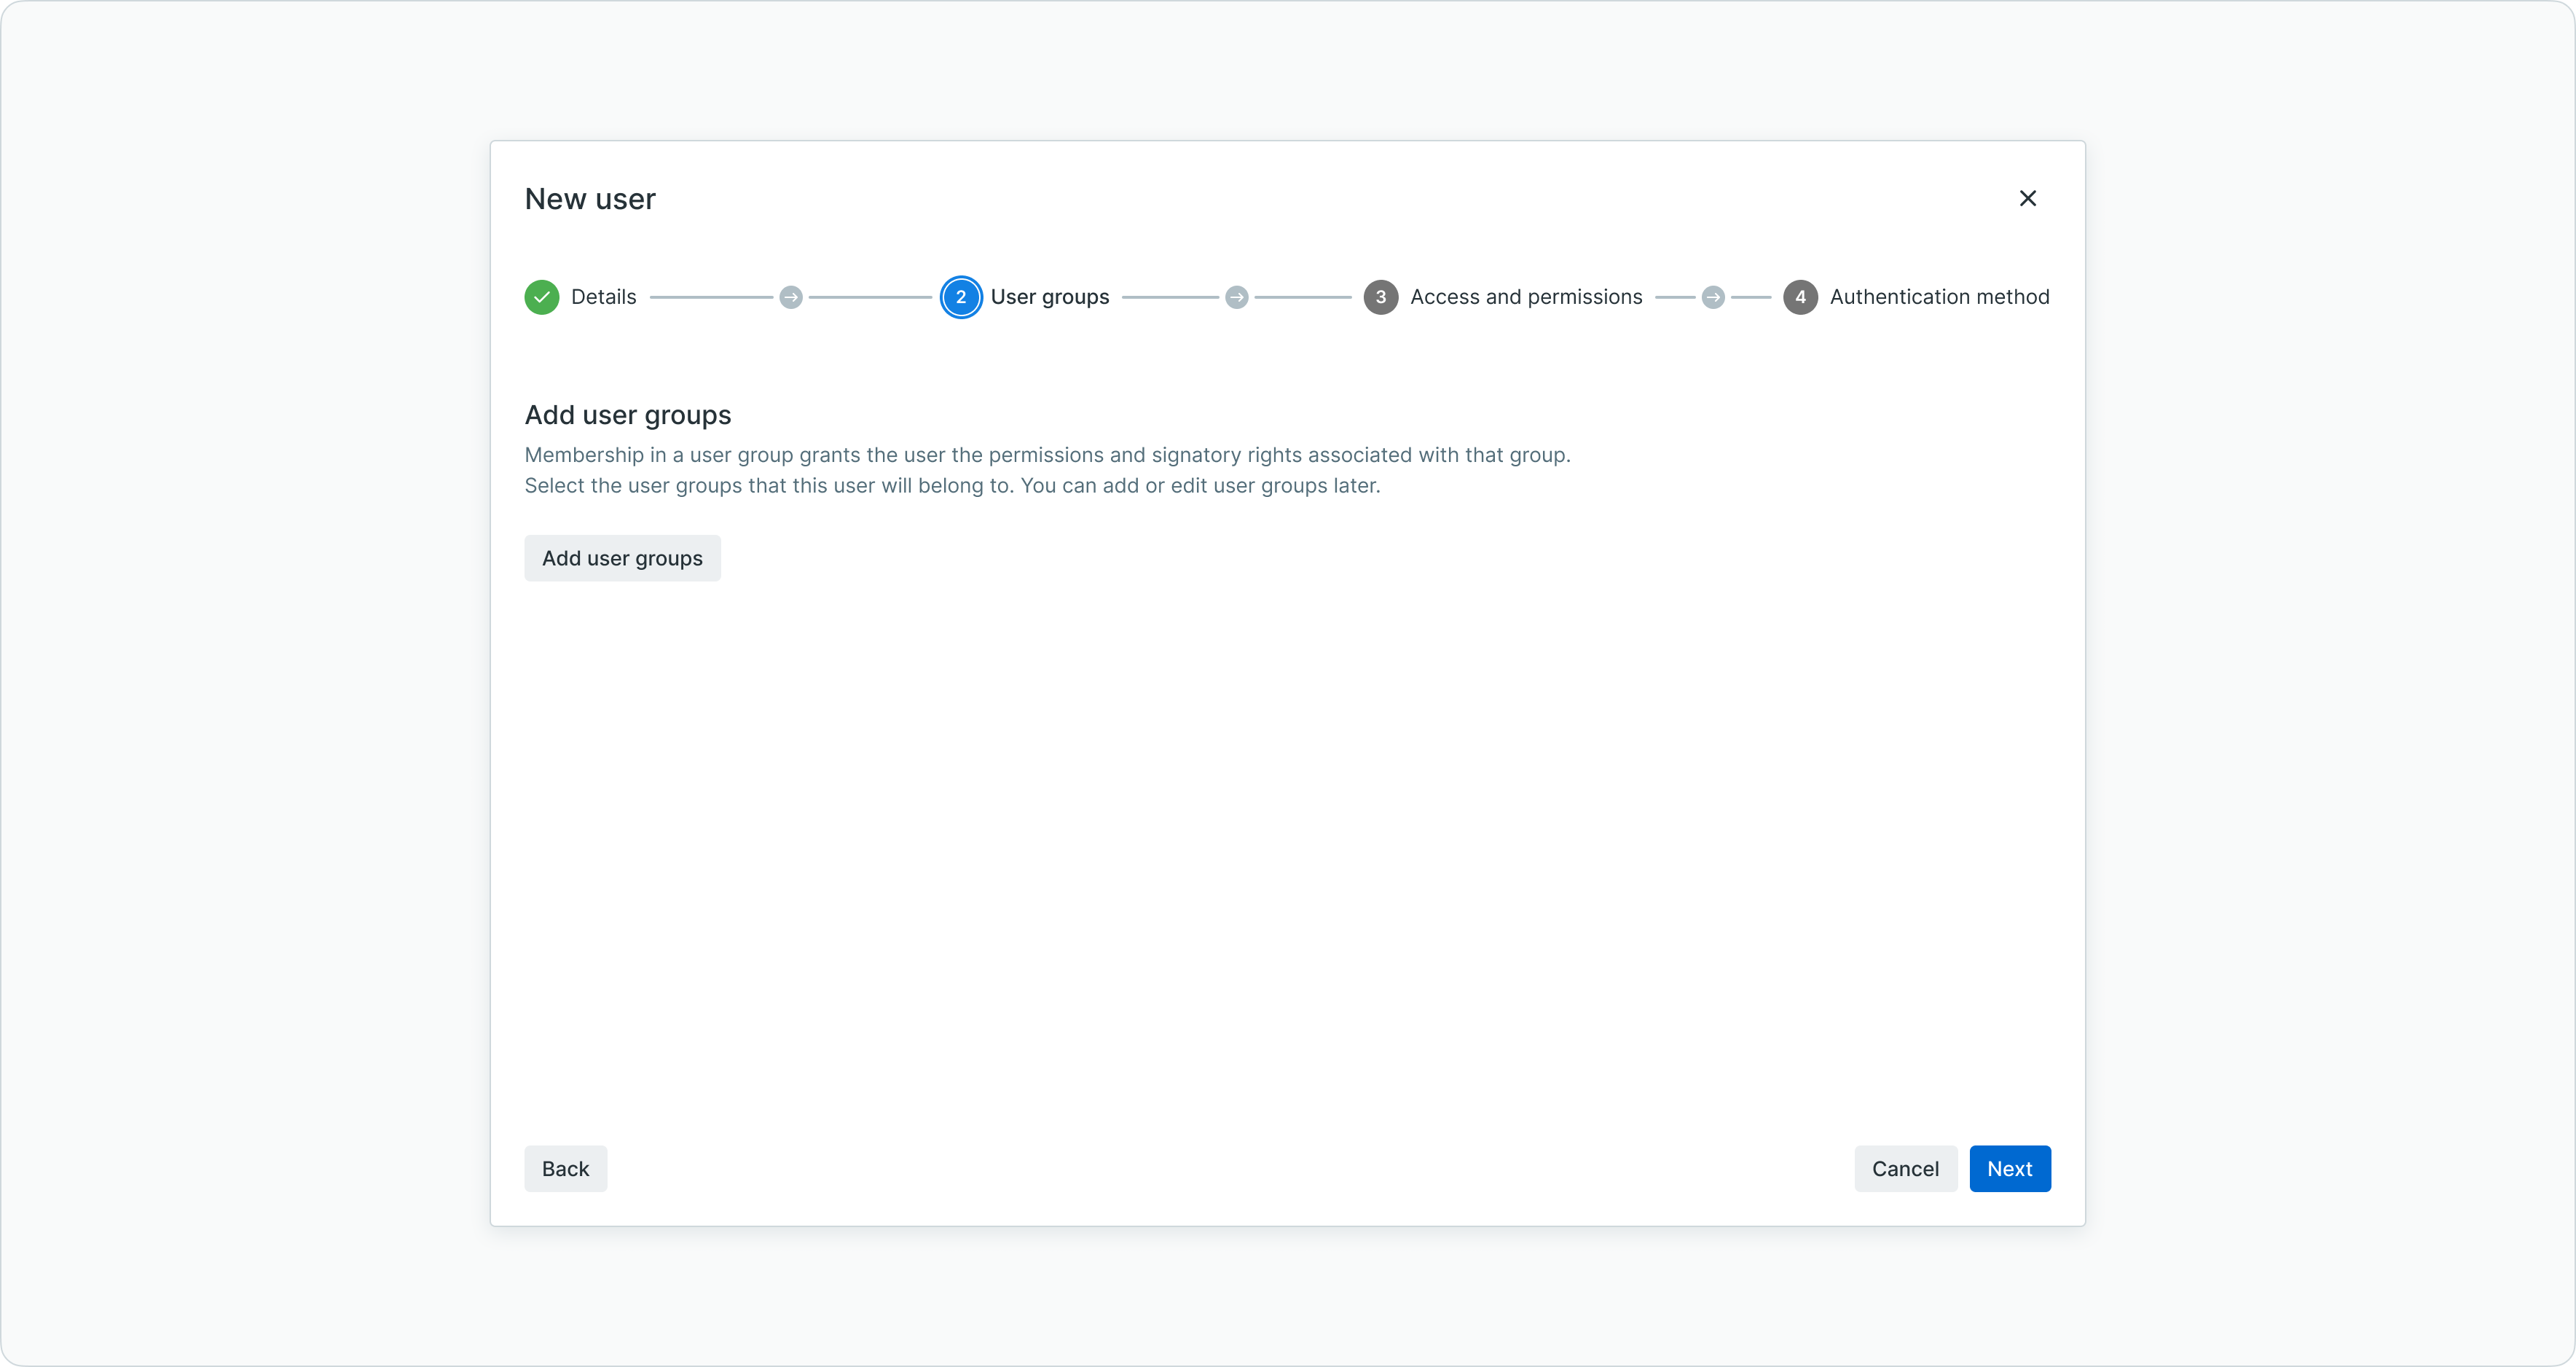 New user
Details
2 User groups
3 Access and permissions
4 Authentication method
Add user groups
Membership in a user group grants the user the permissions and signatory rights associated with that group.
Select the user groups that this user will belong to. You can add or edit user groups later.
Add user groups
Back
Cancel
Next